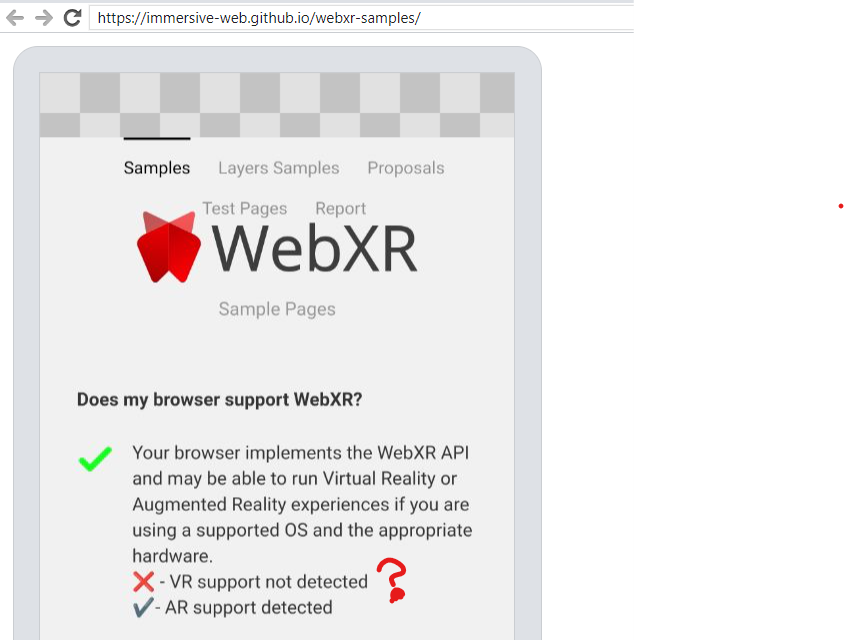 https://immersive-web.github.io/webxr-samples/
Samples Layers Samples Proposals
Test Pages Report
WebXR
Sample Pages
Does my browser support WebXR?
Your browser implements the WebXR API
and may be able to run Virtual Reality or
Augmented Reality experiences if you are
using a supported OS and the appropriate
hardware.
❌ - VR support not detected ?
✔- AR support detected